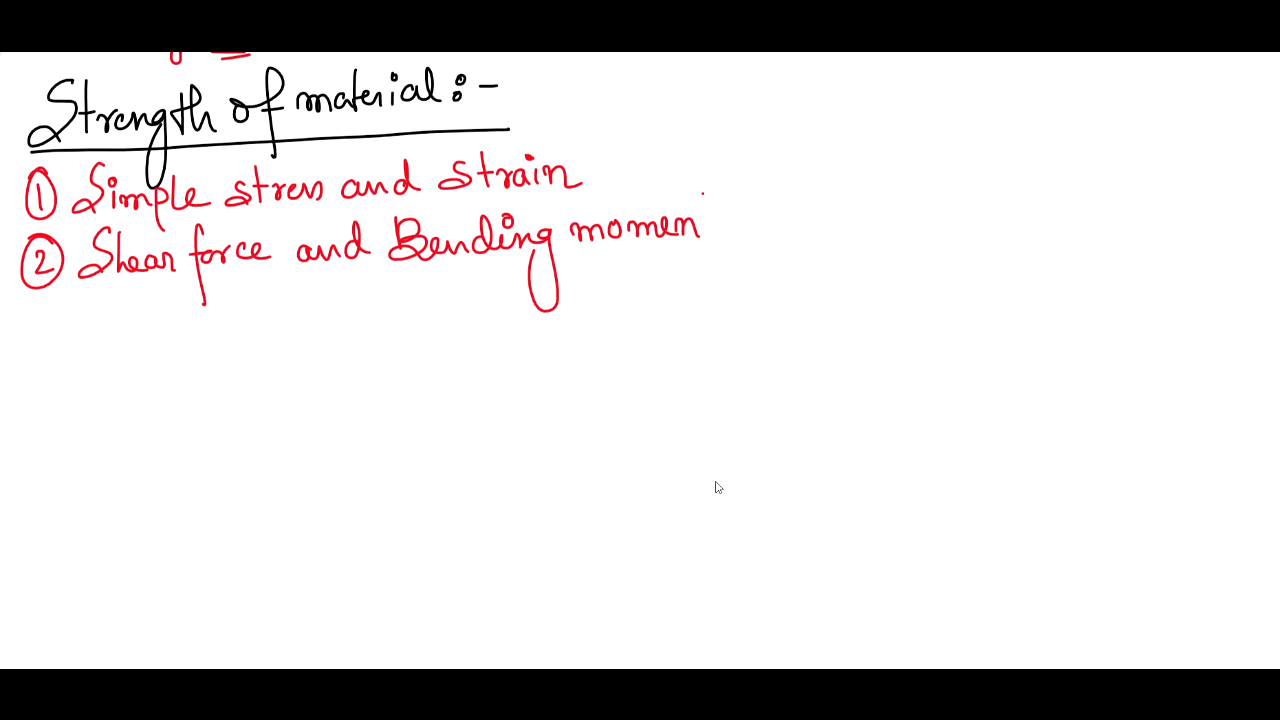 Strength of material :-
① Simple stress and strain
② Shear force and Bending momen